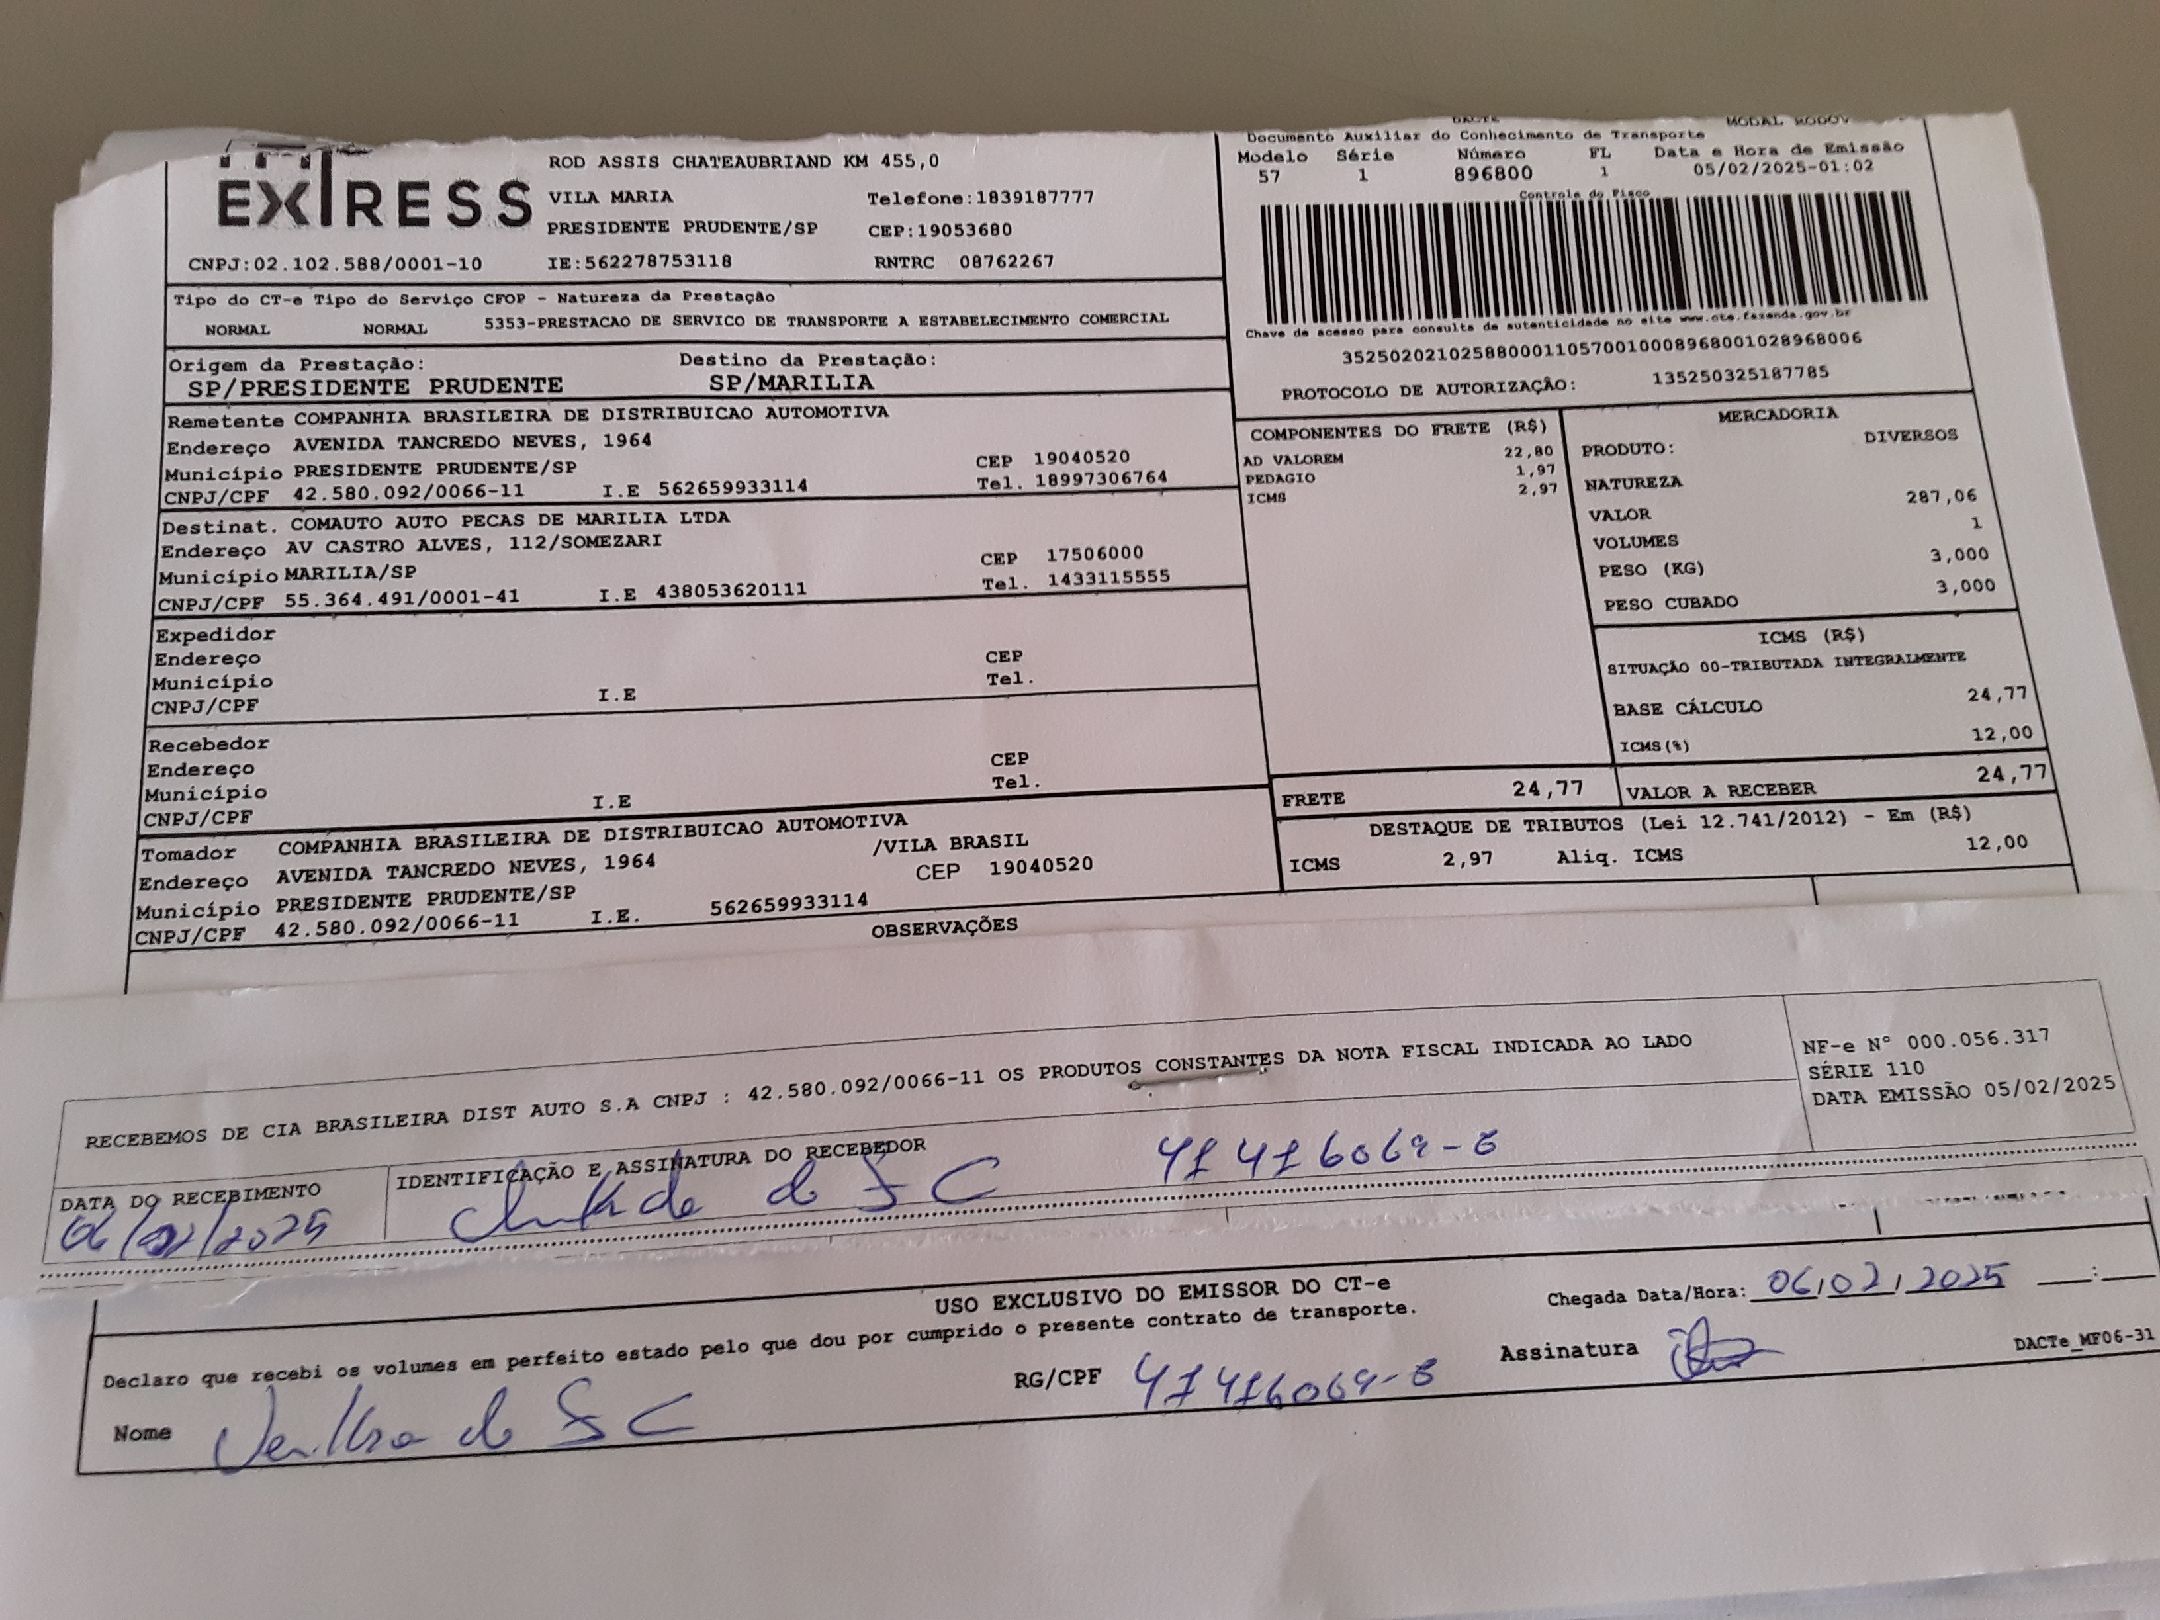 EXTRESS
ROD ASSIS CHATEAUBRIAND KM 455,0
VILA MARIA Telefone:1839187777
PRESIDENTE PRUDENTE/SP CEP:19053680
CNPJ:02.102.588/0001-10 IE:562278753118 RNTRC 08762267
DACTE MODAL RODOV
Documento Auxiliar do Conhecimento de Transporte
Modelo Série Número FL Data e Hora de Emissão
57 1 896800 1 05/02/2025-01:02
Controle do Fisco
Chave de acesso para consulta de autenticidade no site www.cte.fazenda.gov.br
35250202102588000110570010008968001028968006
PROTOCOLO DE AUTORIZAÇÃO: 135250325187785
Tipo do CT-e Tipo do Serviço CFOP - Natureza da Prestação
NORMAL NORMAL 5353-PRESTACAO DE SERVICO DE TRANSPORTE A ESTABELECIMENTO COMERCIAL
Origem da Prestação: Destino da Prestação:
SP/PRESIDENTE PRUDENTE SP/MARILIA
Remetente COMPANHIA BRASILEIRA DE DISTRIBUICAO AUTOMOTIVA
Endereço AVENIDA TANCREDO NEVES, 1964
Município PRESIDENTE PRUDENTE/SP CEP 19040520
CNPJ/CPF 42.580.092/0066-11 I.E 562659933114 Tel. 18997306764
Destinat. COMAUTO AUTO PECAS DE MARILIA LTDA
Endereço AV CASTRO ALVES, 112/SOMEZARI
Município MARILIA/SP CEP 17506000
CNPJ/CPF 55.364.491/0001-41 I.E 438053620111 Tel. 1433115555
Expedidor
Endereço
Município CEP
CNPJ/CPF I.E Tel.
Recebedor
Endereço
Município CEP
CNPJ/CPF I.E Tel.
Tomador COMPANHIA BRASILEIRA DE DISTRIBUICAO AUTOMOTIVA
Endereço AVENIDA TANCREDO NEVES, 1964 /VILA BRASIL
Município PRESIDENTE PRUDENTE/SP CEP 19040520
CNPJ/CPF 42.580.092/0066-11 I.E. 562659933114
OBSERVAÇÕES
COMPONENTES DO FRETE (R$)
AD VALOREM 22,80
PEDAGIO 1,97
ICMS 2,97
MERCADORIA
PRODUTO: DIVERSOS
NATUREZA
VALOR 287,06
VOLUMES 1
PESO (KG) 3,000
PESO CUBADO 3,000
ICMS (R$)
SITUAÇÃO 00-TRIBUTADA INTEGRALMENTE
BASE CÁLCULO 24,77
ICMS(%) 12,00
FRETE 24,77 VALOR A RECEBER 24,77
DESTAQUE DE TRIBUTOS (Lei 12.741/2012) - Em (R$)
ICMS 2,97 Aliq. ICMS 12,00
RECEBEMOS DE CIA BRASILEIRA DIST AUTO S.A CNPJ : 42.580.092/0066-11 OS PRODUTOS CONSTANTES DA NOTA FISCAL INDICADA AO LADO
NF-e N° 000.056.317
SÉRIE 110
DATA EMISSÃO 05/02/2025
DATA DO RECEBIMENTO IDENTIFICAÇÃO E ASSINATURA DO RECEBEDOR
06/02/2025
USO EXCLUSIVO DO EMISSOR DO CT-e
Declaro que recebi os volumes em perfeito estado pelo que dou por cumprido o presente contrato de transporte.
Chegada Data/Hora: 06/02/2025 __:__
Nome
RG/CPF
Assinatura
DACTe_MF06-31